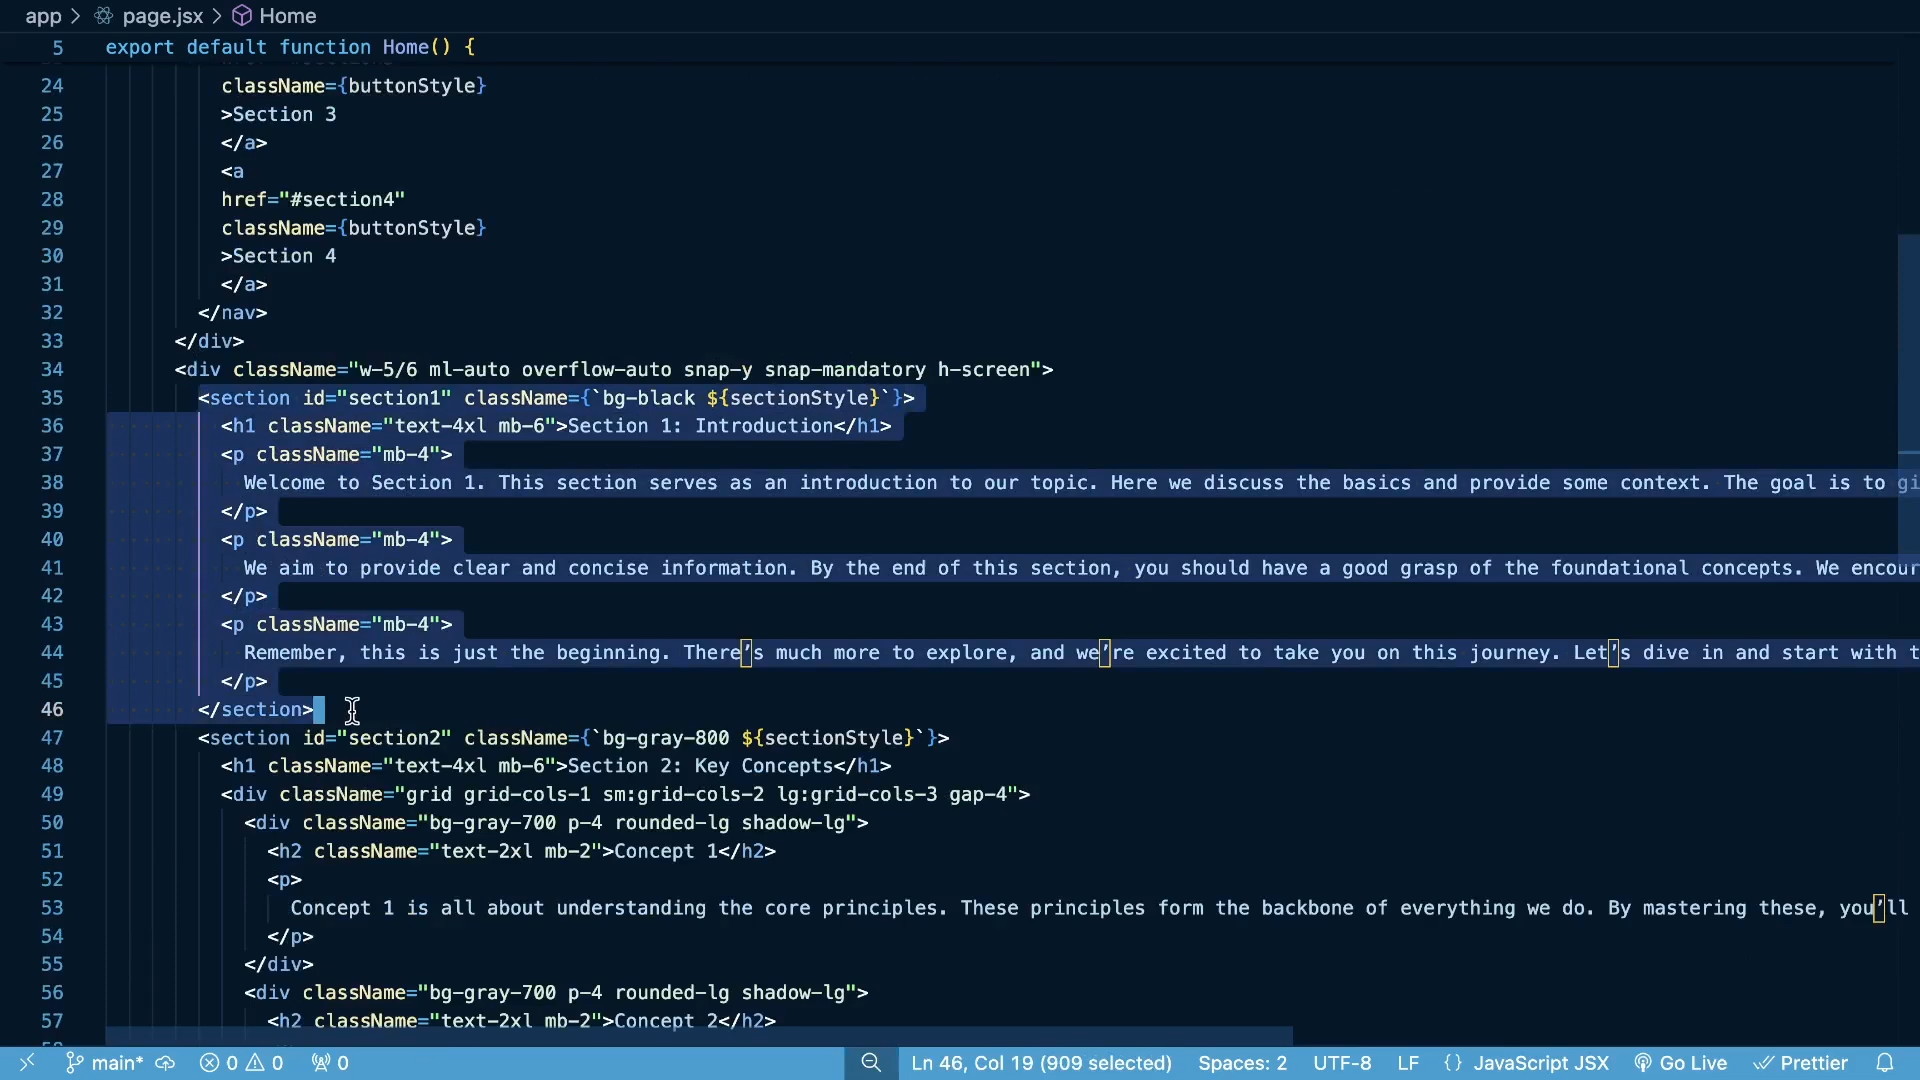 app > page.jsx > Home
5 export default function Home() {
24 className={buttonStyle}
25 >Section 3
26 </a>
27 <a
28 href="#section4"
29 className={buttonStyle}
30 >Section 4
31 </a>
32 </nav>
33 </div>
34 <div className="w-5/6 ml-auto overflow-auto snap-y snap-mandatory h-screen">
35 <section id="section1" className={`bg-black ${sectionStyle}`}>
36 <h1 className="text-4xl mb-6">Section 1: Introduction</h1>
37 <p className="mb-4">
38 Welcome to Section 1. This section serves as an introduction to our topic. Here we discuss the basics and provide some context. The goal is to gi
39 </p>
40 <p className="mb-4">
41 We aim to provide clear and concise information. By the end of this section, you should have a good grasp of the foundational concepts. We encour
42 </p>
43 <p className="mb-4">
44 Remember, this is just the beginning. There’s much more to explore, and we’re excited to take you on this journey. Let’s dive in and start with t
45 </p>
46 </section>
47 <section id="section2" className={`bg-gray-800 ${sectionStyle}`}>
48 <h1 className="text-4xl mb-6">Section 2: Key Concepts</h1>
49 <div className="grid grid-cols-1 sm:grid-cols-2 lg:grid-cols-3 gap-4">
50 <div className="bg-gray-700 p-4 rounded-lg shadow-lg">
51 <h2 className="text-2xl mb-2">Concept 1</h2>
52 <p>
53 Concept 1 is all about understanding the core principles. These principles form the backbone of everything we do. By mastering these, you’ll
54 </p>
55 </div>
56 <div className="bg-gray-700 p-4 rounded-lg shadow-lg">
57 <h2 className="text-2xl mb-2">Concept 2</h2>
main* 0 0 0 Ln 46, Col 19 (909 selected) Spaces: 2 UTF-8 LF {} JavaScript JSX Go Live Prettier